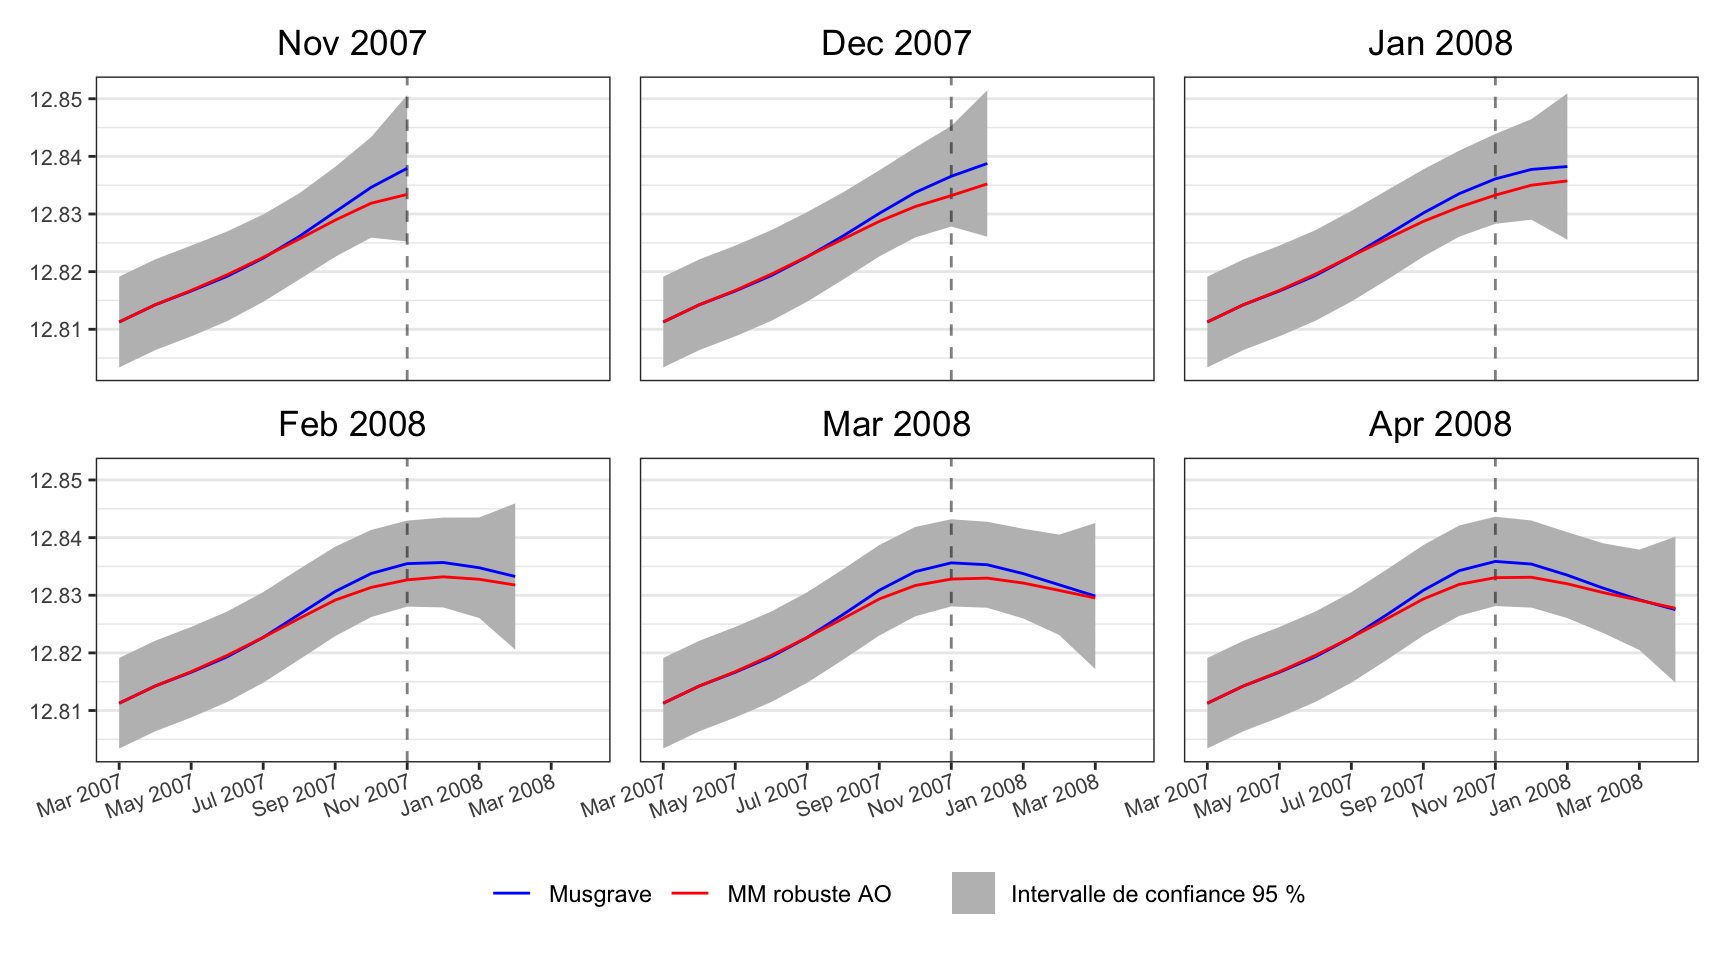 Nov 2007 Dec 2007 Jan 2008
12.85
12.84
12.83
12.82
12.81
Feb 2008 Mar 2008 Apr 2008
12.85
12.84
12.83
12.82
12.81
Mar 2007 May 2007 Jul 2007 Sep 2007 Nov 2007 Jan 2008 Mar 2008 Mar 2007 May 2007 Jul 2007 Sep 2007 Nov 2007 Jan 2008 Mar 2008 Mar 2007 May 2007 Jul 2007 Sep 2007 Nov 2007 Jan 2008 Mar 2008
Musgrave MM robuste AO Intervalle de confiance 95 %